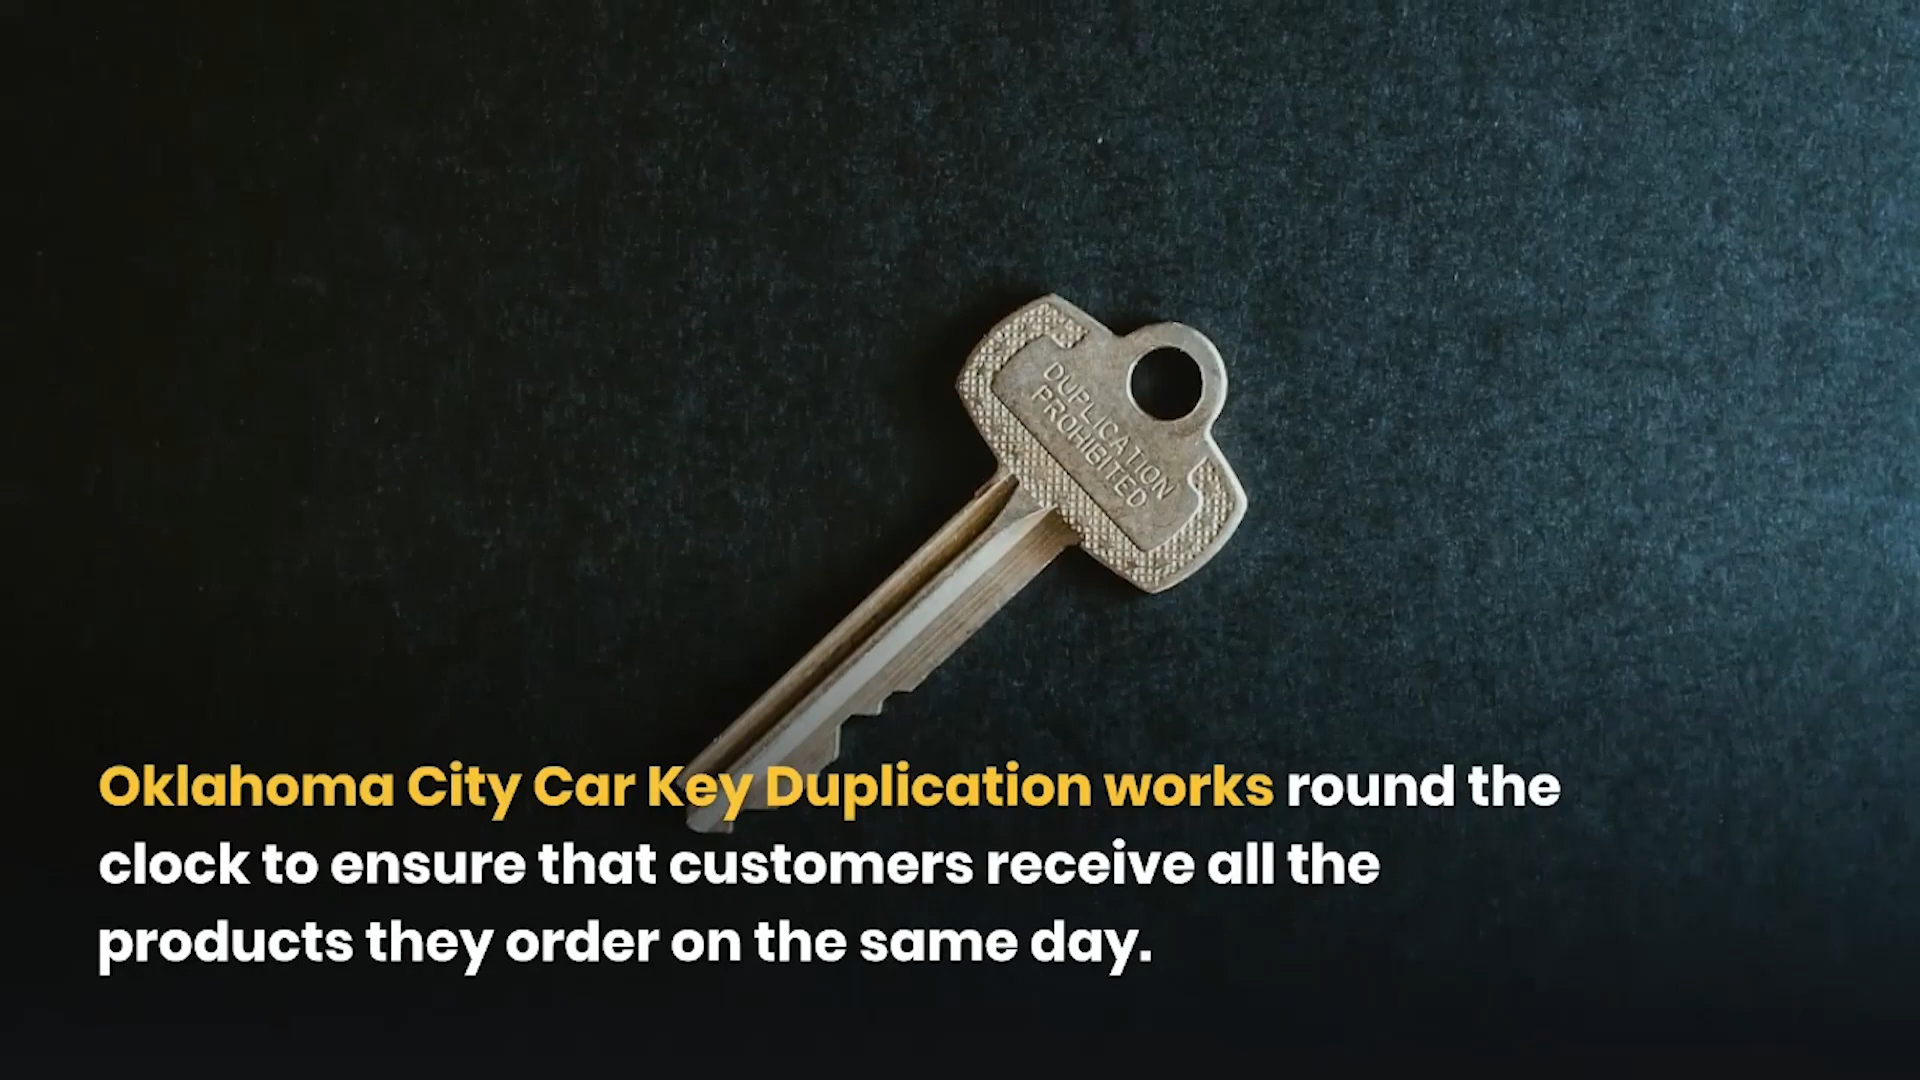 DUPLICATION
PROHIBITED
Oklahoma City Car Key Duplication works round the
clock to ensure that customers receive all the
products they order on the same day.